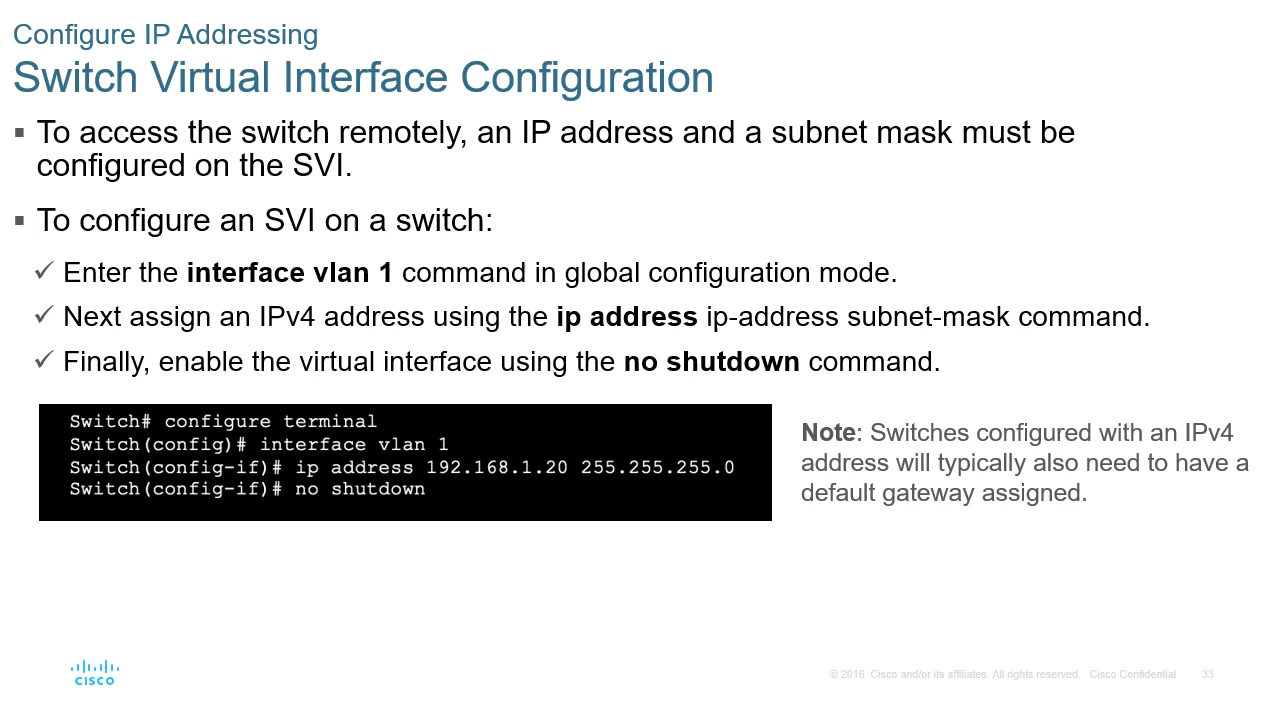 Configure IP Addressing
Switch Virtual Interface Configuration
▪ To access the switch remotely, an IP address and a subnet mask must be
configured on the SVI.
▪ To configure an SVI on a switch:
✓ Enter the interface vlan 1 command in global configuration mode.
✓ Next assign an IPv4 address using the ip address ip-address subnet-mask command.
✓ Finally, enable the virtual interface using the no shutdown command.
Switch# configure terminal
Switch(config)# interface vlan 1
Switch(config-if)# ip address 192.168.1.20 255.255.255.0
Switch(config-if)# no shutdown
Note: Switches configured with an IPv4
address will typically also need to have a
default gateway assigned.
CISCO
© 2016 Cisco and/or its affiliates. All rights reserved. Cisco Confidential 33